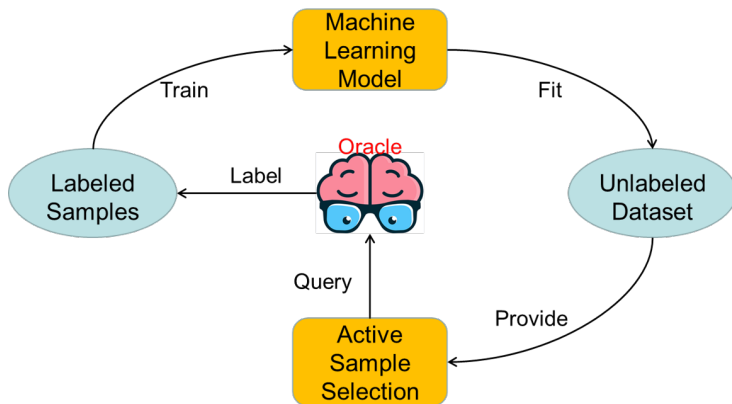 Machine
Learning
Model
Train
Fit
Oracle
Labeled
Samples
Label
Unlabeled
Dataset
Query
Provide
Active
Sample
Selection